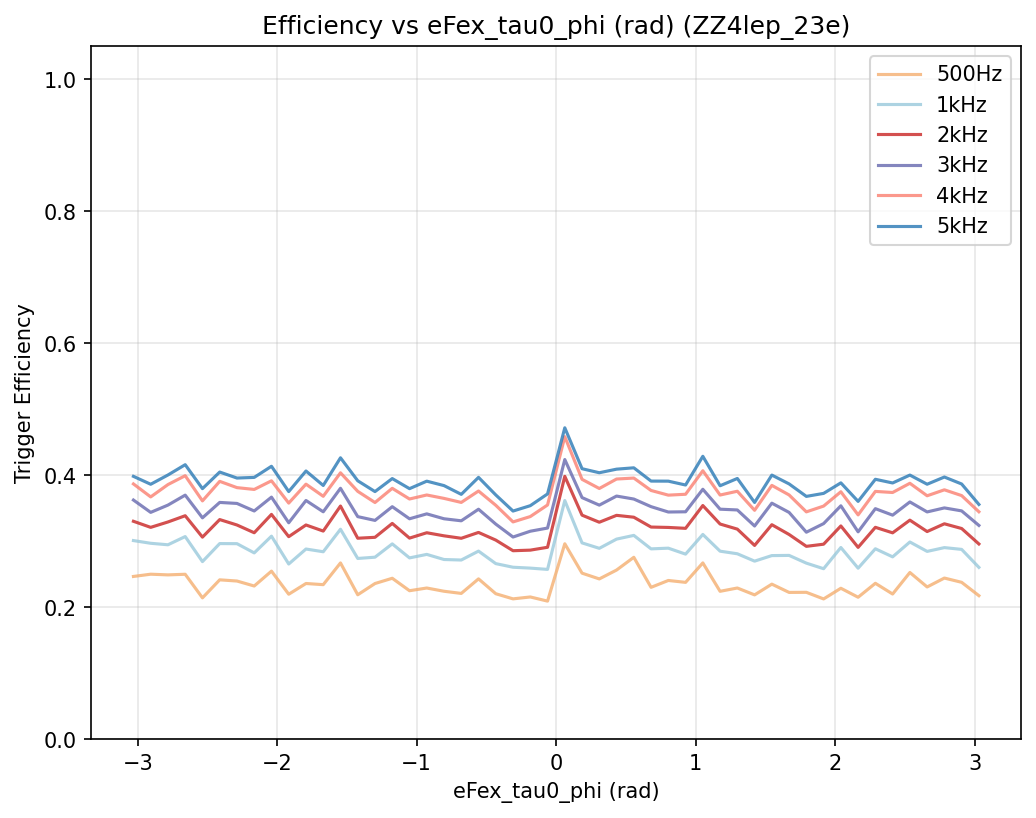 Efficiency vs eFex_tau0_phi (rad) (ZZ4lep_23e)
500Hz
1kHz
2kHz
3kHz
4kHz
5kHz
Trigger Efficiency
1.0
0.8
0.6
0.4
0.2
0.0
−3 −2 −1 0 1 2 3
eFex_tau0_phi (rad)